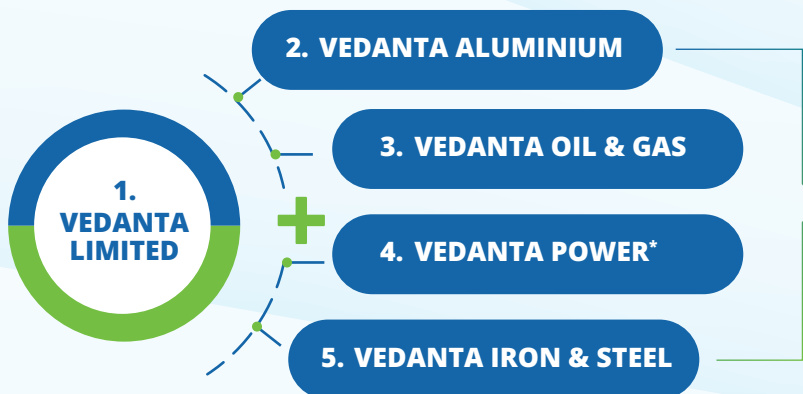 1.
VEDANTA
LIMITED
2. VEDANTA ALUMINIUM
3. VEDANTA OIL & GAS
4. VEDANTA POWER*
5. VEDANTA IRON & STEEL